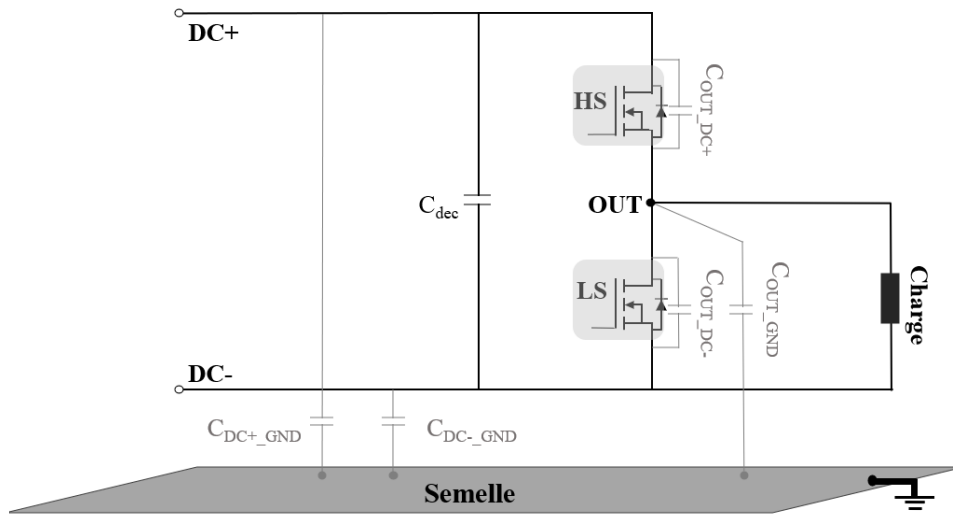 DC+
HS
C_OUT_DC+
C_dec
OUT
LS
C_OUT_DC-
C_OUT_GND
Charge
DC-
C_DC+_GND
C_DC-_GND
Semelle